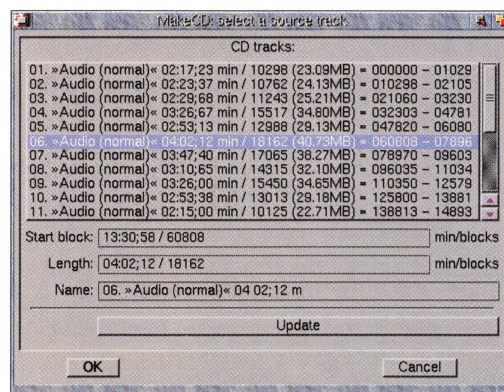 MakeCD: select a source track
CD tracks:
01. »Audio (normal)« 02:17;23 min / 10298 (23.09MB) = 000000 – 01029
02. »Audio (normal)« 02:23;37 min / 10762 (24.13MB) = 010298 – 02105
03. »Audio (normal)« 02:29;68 min / 11243 (25.21MB) = 021060 – 03230
04. »Audio (normal)« 03:26;67 min / 15517 (34.80MB) = 032303 – 04781
05. »Audio (normal)« 02:53;13 min / 12988 (29.13MB) = 047820 – 06080
06. »Audio (normal)« 04:02;12 min / 18162 (40.73MB) = 060808 – 07896
07. »Audio (normal)« 03:47;40 min / 17065 (38.27MB) = 078970 – 09603
08. »Audio (normal)« 03:10;65 min / 14315 (32.10MB) = 096035 – 11034
09. »Audio (normal)« 03:26;00 min / 15450 (34.65MB) = 110350 – 12579
10. »Audio (normal)« 02:53;38 min / 13013 (29.18MB) = 125800 – 13881
11. »Audio (normal)« 02:15;00 min / 10125 (22.71MB) = 138813 – 14893
Start block: 13:30;58 / 60808 min/blocks
Length: 04:02;12 / 18162 min/blocks
Name: 06. »Audio (normal)« 04 02;12 m
Update
OK Cancel